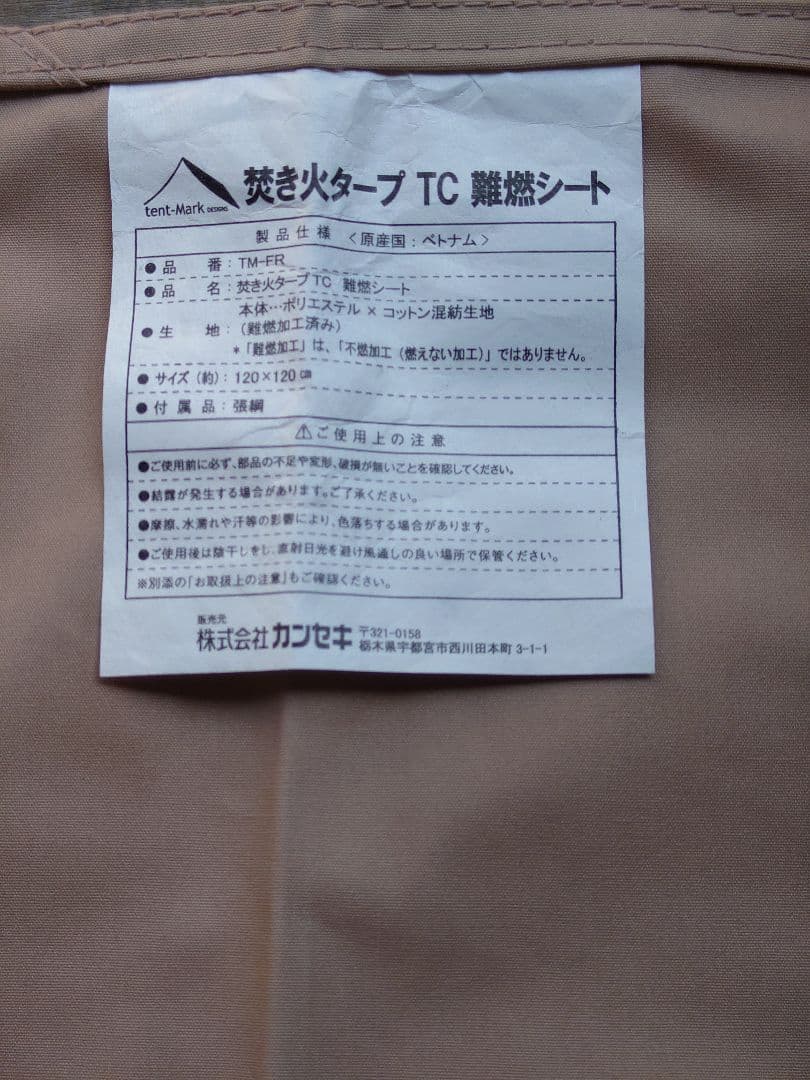 tent-Mark DESIGNS
焚き火タープ TC 難燃シート
製品仕様 〈原産国：ベトナム〉
●品　番：TM-FR
●品　名：焚き火タープTC 難燃シート
●生　地：本体…ポリエステル×コットン混紡生地
（難燃加工済み）
＊「難燃加工」は、「不燃加工（燃えない加工）」ではありません。
●サイズ（約）：120×120㎝
●付属品：張綱
⚠ご使用上の注意
●ご使用前に必ず、部品の不足や変形、破損が無いことを確認してください。
●結露が発生する場合があります。ご了承ください。
●摩擦、水濡れや汗等の影響により、色落ちする場合があります。
●ご使用後は陰干しをし、直射日光を避け風通しの良い場所で保管ください。
※別添の「お取扱上の注意」もご確認ください。
販売元
株式会社カンセキ 〒321-0158
栃木県宇都宮市西川田本町 3-1-1